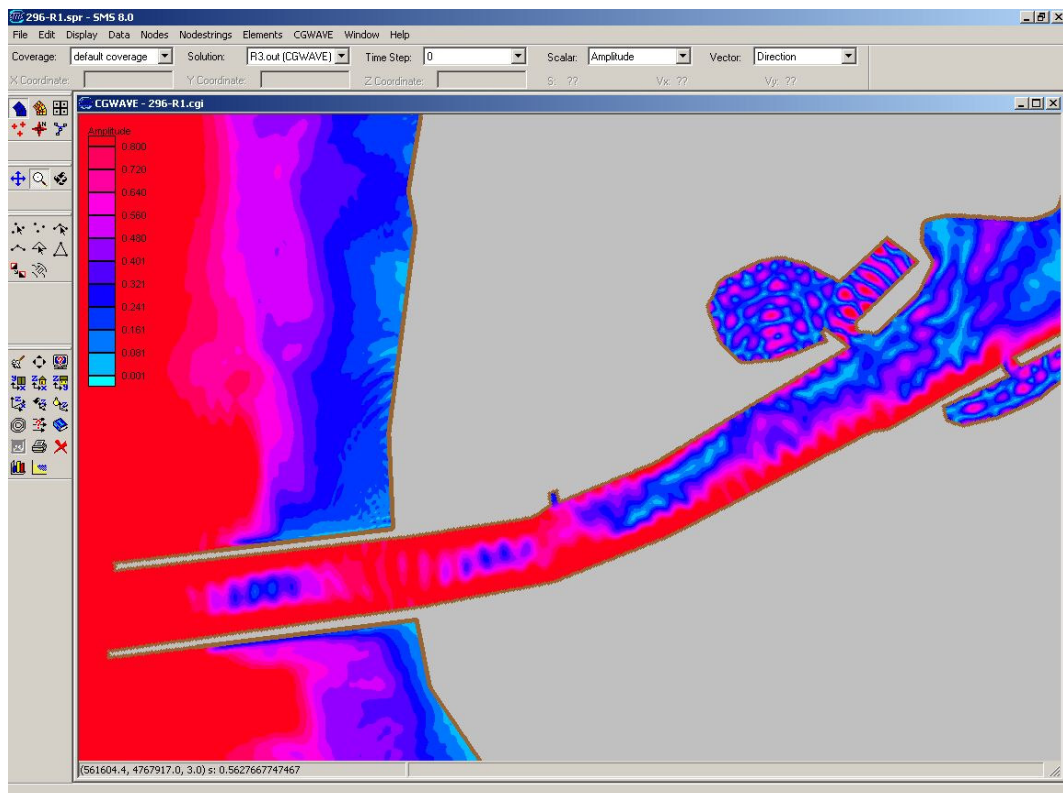 296-R1.spr - SMS 8.0
File Edit Display Data Nodes Nodestrings Elements CGWAVE Window Help
Coverage: default coverage Solution: R3.out (CGWAVE) Time Step: 0 Scalar: Amplitude Vector: Direction
X Coordinate: Y Coordinate: Z Coordinate: S: ?? Vx: ?? Vy: ??
CGWAVE - 296-R1.cgi
Amplitude
0.800
0.720
0.640
0.560
0.480
0.401
0.321
0.241
0.161
0.081
0.001
(561604.4, 4767917.0, 3.0) s: 0.5627667747467